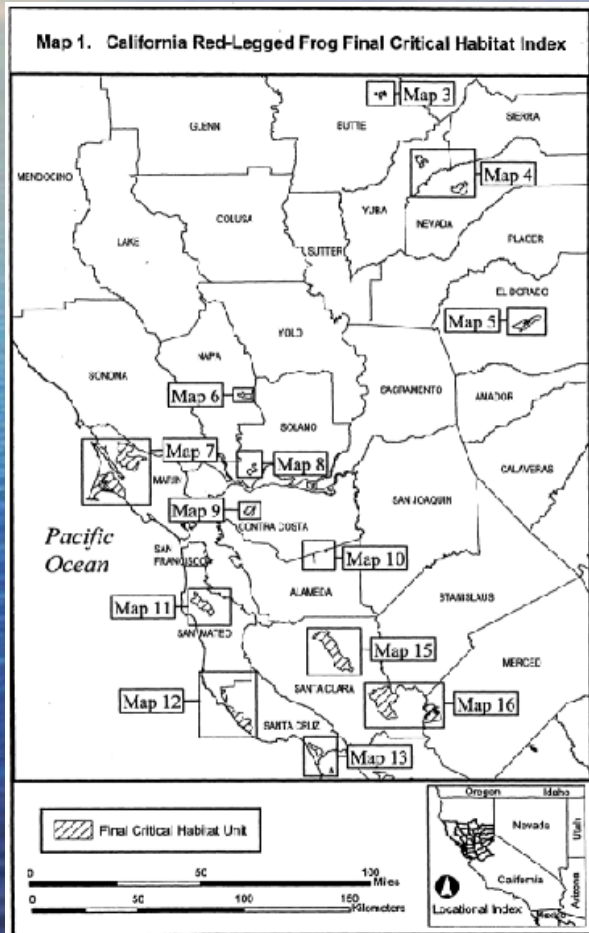 Map 1. California Red-Legged Frog Final Critical Habitat Index
Map 3
GLENN
BUTTE
SIERRA
MENDOCINO
Map 4
YUBA
NEVADA
COLUSA
LAKE
SUTTER
PLACER
EL DORADO
YOLO
Map 5
NAPA
SONOMA
SACRAMENTO
AMADOR
Map 6
SOLANO
Map 7
Map 8
CALAVERAS
MARIN
SAN JOAQUIN
Map 9
CONTRA COSTA
Pacific
Ocean
SAN
FRANCISCO
Map 10
ALAMEDA
STANISLAUS
Map 11
SAN MATEO
Map 15
MERCED
SANTA CLARA
Map 12
Map 16
SANTA CRUZ
Map 13
Final Critical Habitat Unit
0 50 100
Miles
0 50 100 150
Kilometers
Oregon
Idaho
Nevada
Utah
California
Arizona
Locational Index
Mexico